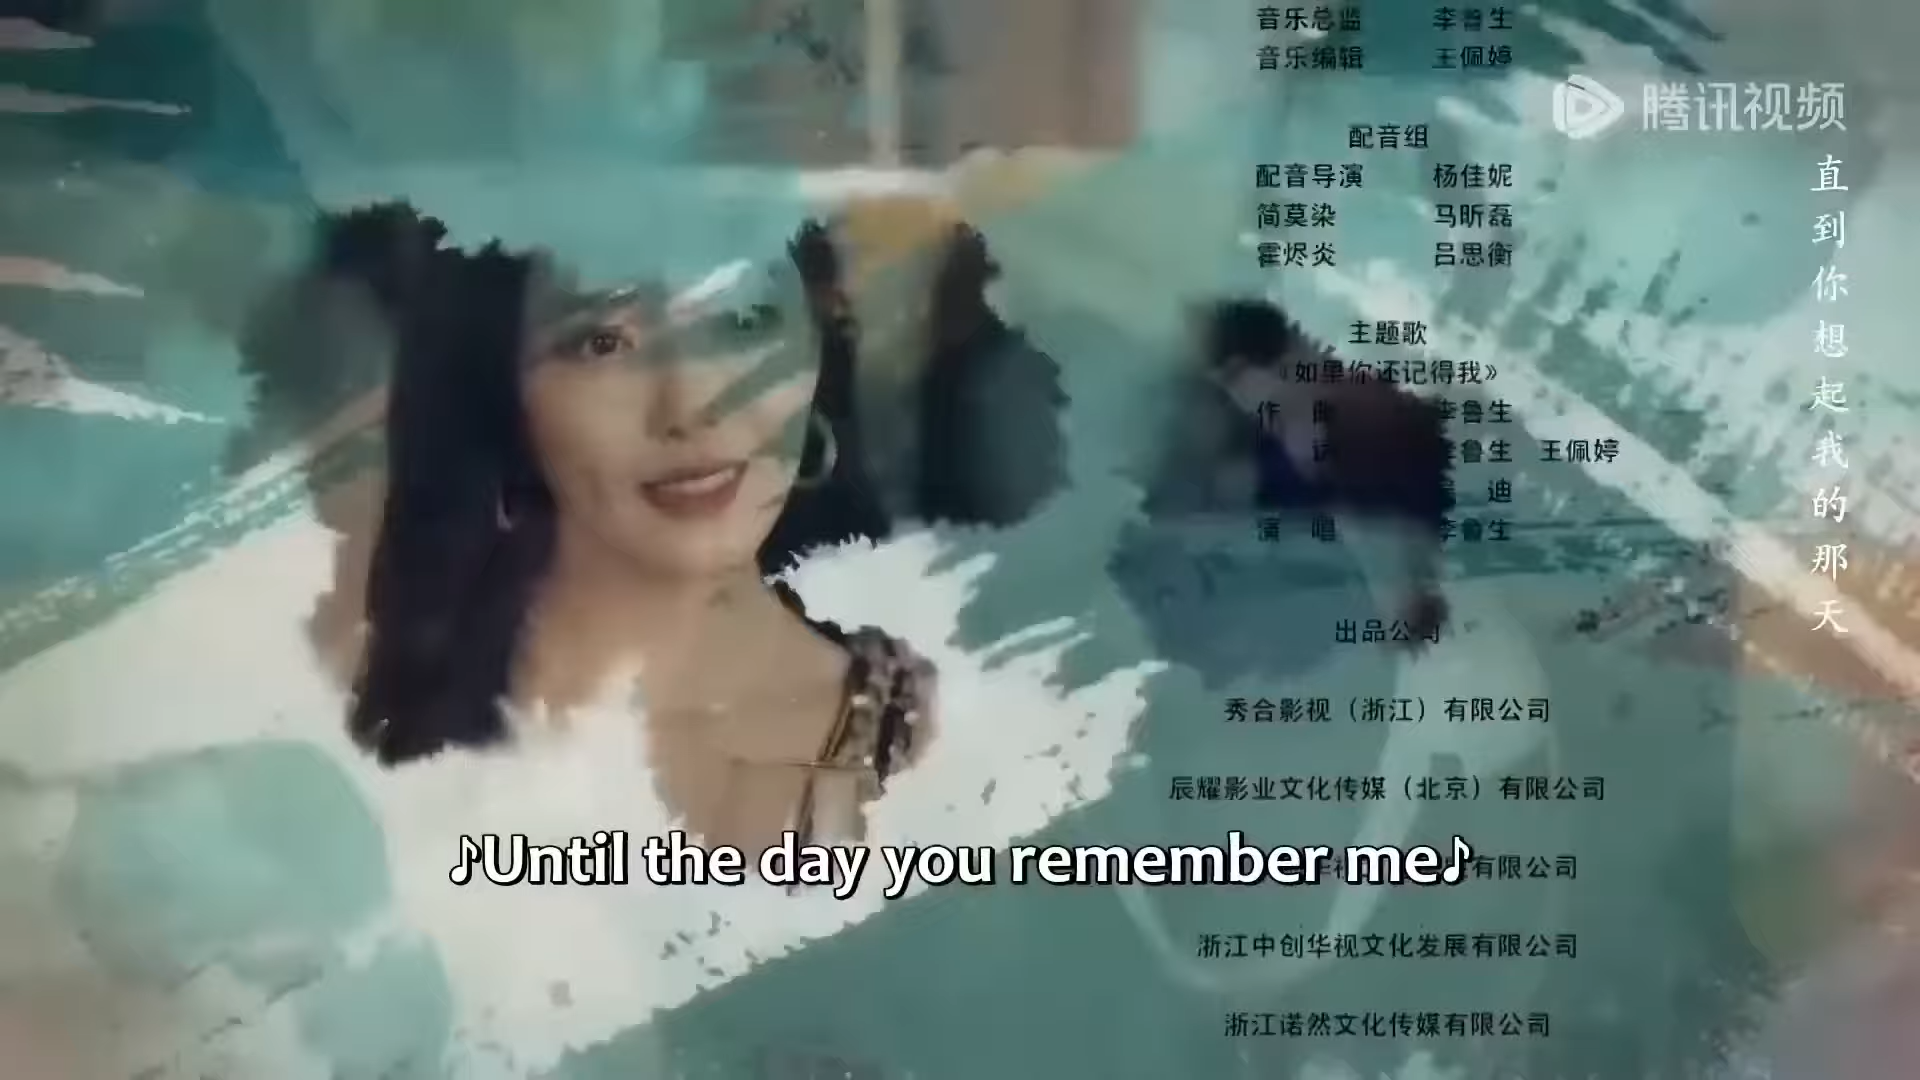 音乐总监 李鲁生
音乐编辑 王佩婷
腾讯视频
配音组
配音导演 杨佳妮
简莫染 马昕磊
霍烬炎 吕思衡
主题歌
《如果你还记得我》
作 曲 李鲁生
李鲁生 王佩婷
迪
演 唱 李鲁生
出品公司
秀合影视（浙江）有限公司
辰耀影业文化传媒（北京）有限公司
有限公司
浙江中创华视文化发展有限公司
浙江诺然文化传媒有限公司
直到你想起我的那天
♪Until the day you remember me♪